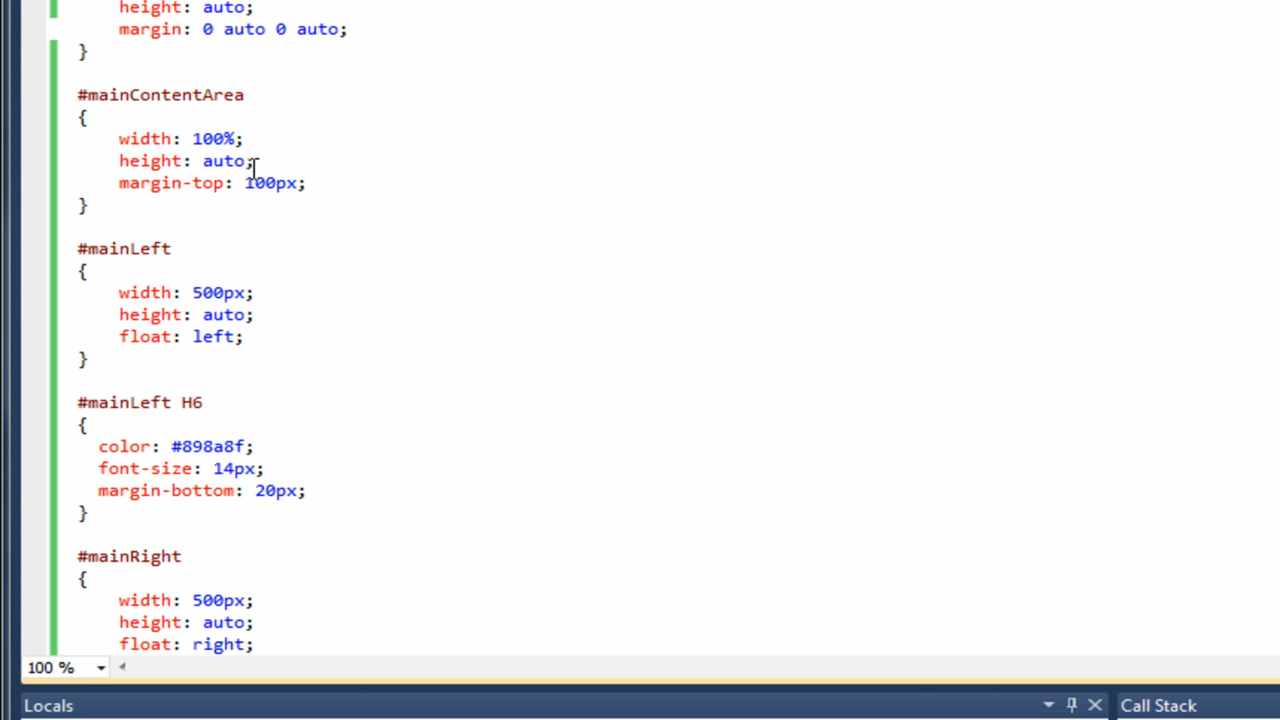 height: auto;
margin: 0 auto 0 auto;
}
#mainContentArea
{
width: 100%;
height: auto;
margin-top: 100px;
}
#mainLeft
{
width: 500px;
height: auto;
float: left;
}
#mainLeft H6
{
color: #898a8f;
font-size: 14px;
margin-bottom: 20px;
}
#mainRight
{
width: 500px;
height: auto;
float: right;
100 %
Locals
Call Stack